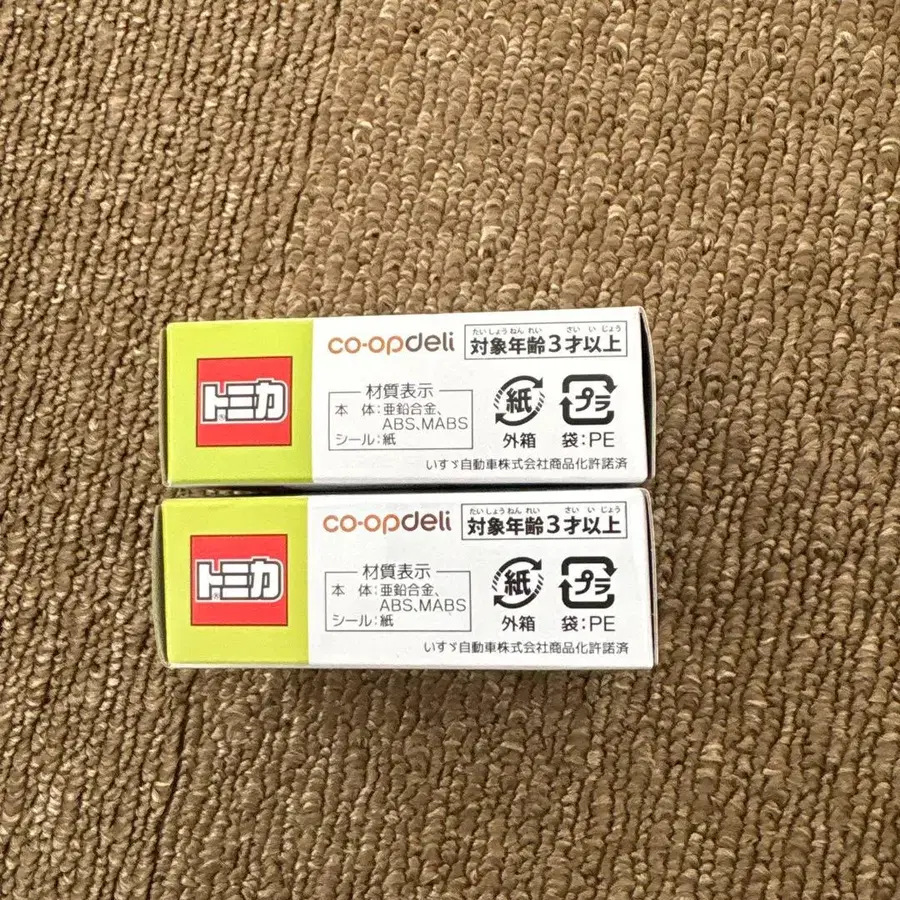 co-opdeli
たいしょうねんれい さいいじょう
対象年齢3才以上
トミカ
材質表示
本 体:亜鉛合金、
ABS、MABS
シール:紙
紙
外箱
プラ
袋:PE
いすゞ自動車株式会社商品化許諾済
co-opdeli
たいしょうねんれい さいいじょう
対象年齢3才以上
トミカ
材質表示
本 体:亜鉛合金、
ABS、MABS
シール:紙
紙
外箱
プラ
袋:PE
いすゞ自動車株式会社商品化許諾済